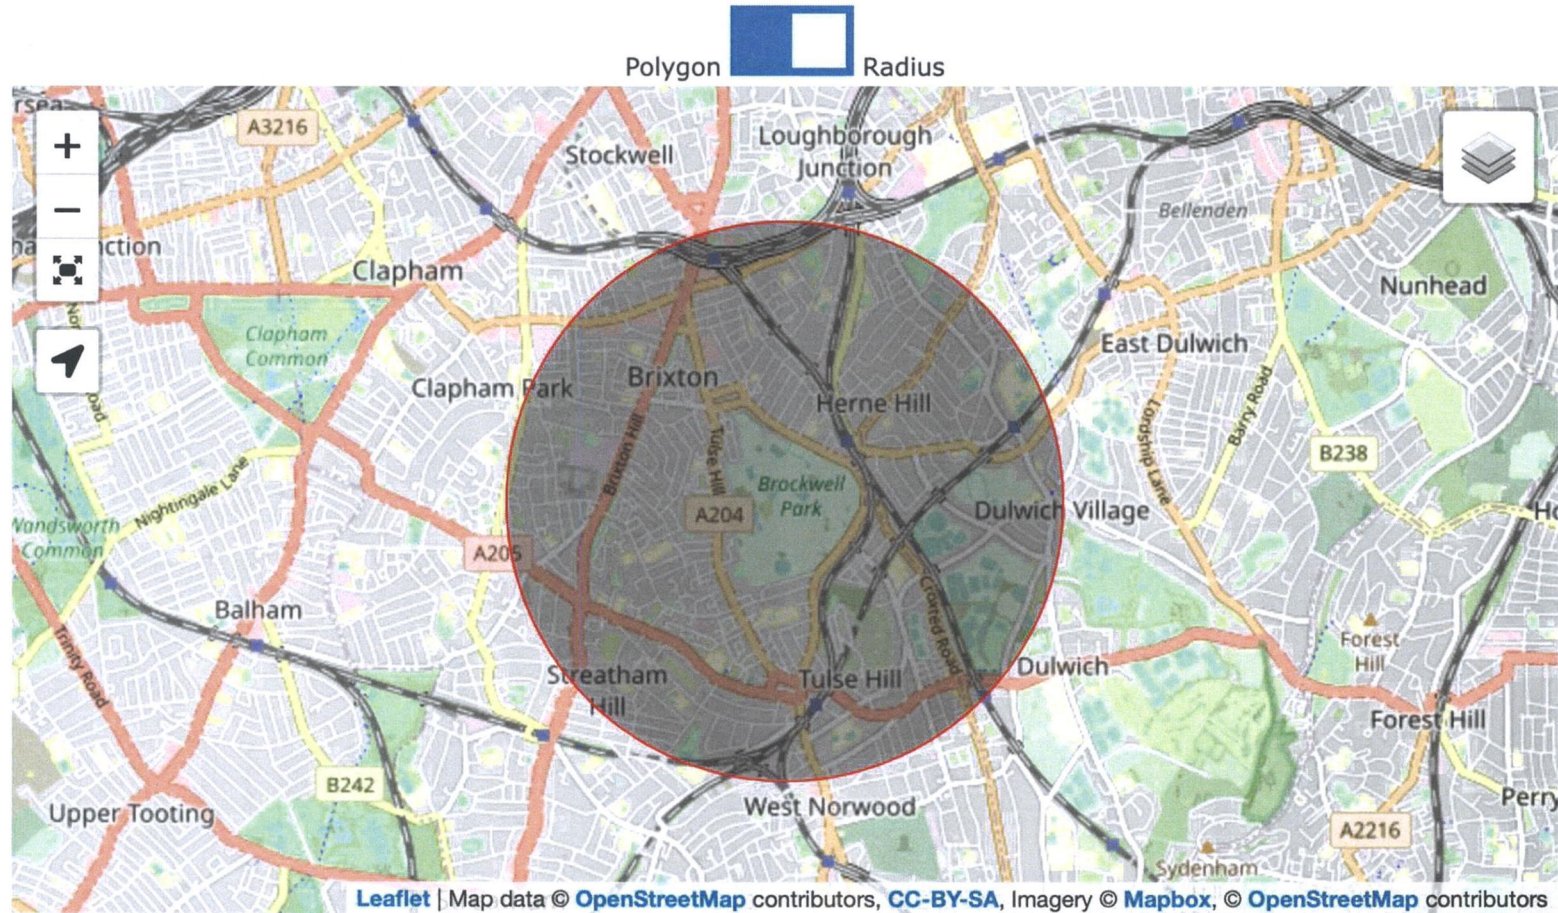 Polygon Radius
A3216
Stockwell
Loughborough
Junction
Bellenden
Clapham
Nunhead
Clapham
Common
East Dulwich
Clapham Park
Brixton
Herne Hill
Barry Road
Lordship Lane
B238
Brixton Hill
Tulse Hill
Brockwell
Park
A204
Dulwich Village
Nightingale Lane
Wandsworth
Common
A205
Balham
Croxted Road
Forest
Hill
Trinity Road
Streatham
Hill
Tulse Hill
Dulwich
Forest Hill
B242
Upper Tooting
West Norwood
Perry
A2216
Sydenham
Leaflet | Map data © OpenStreetMap contributors, CC-BY-SA, Imagery © Mapbox, © OpenStreetMap contributors